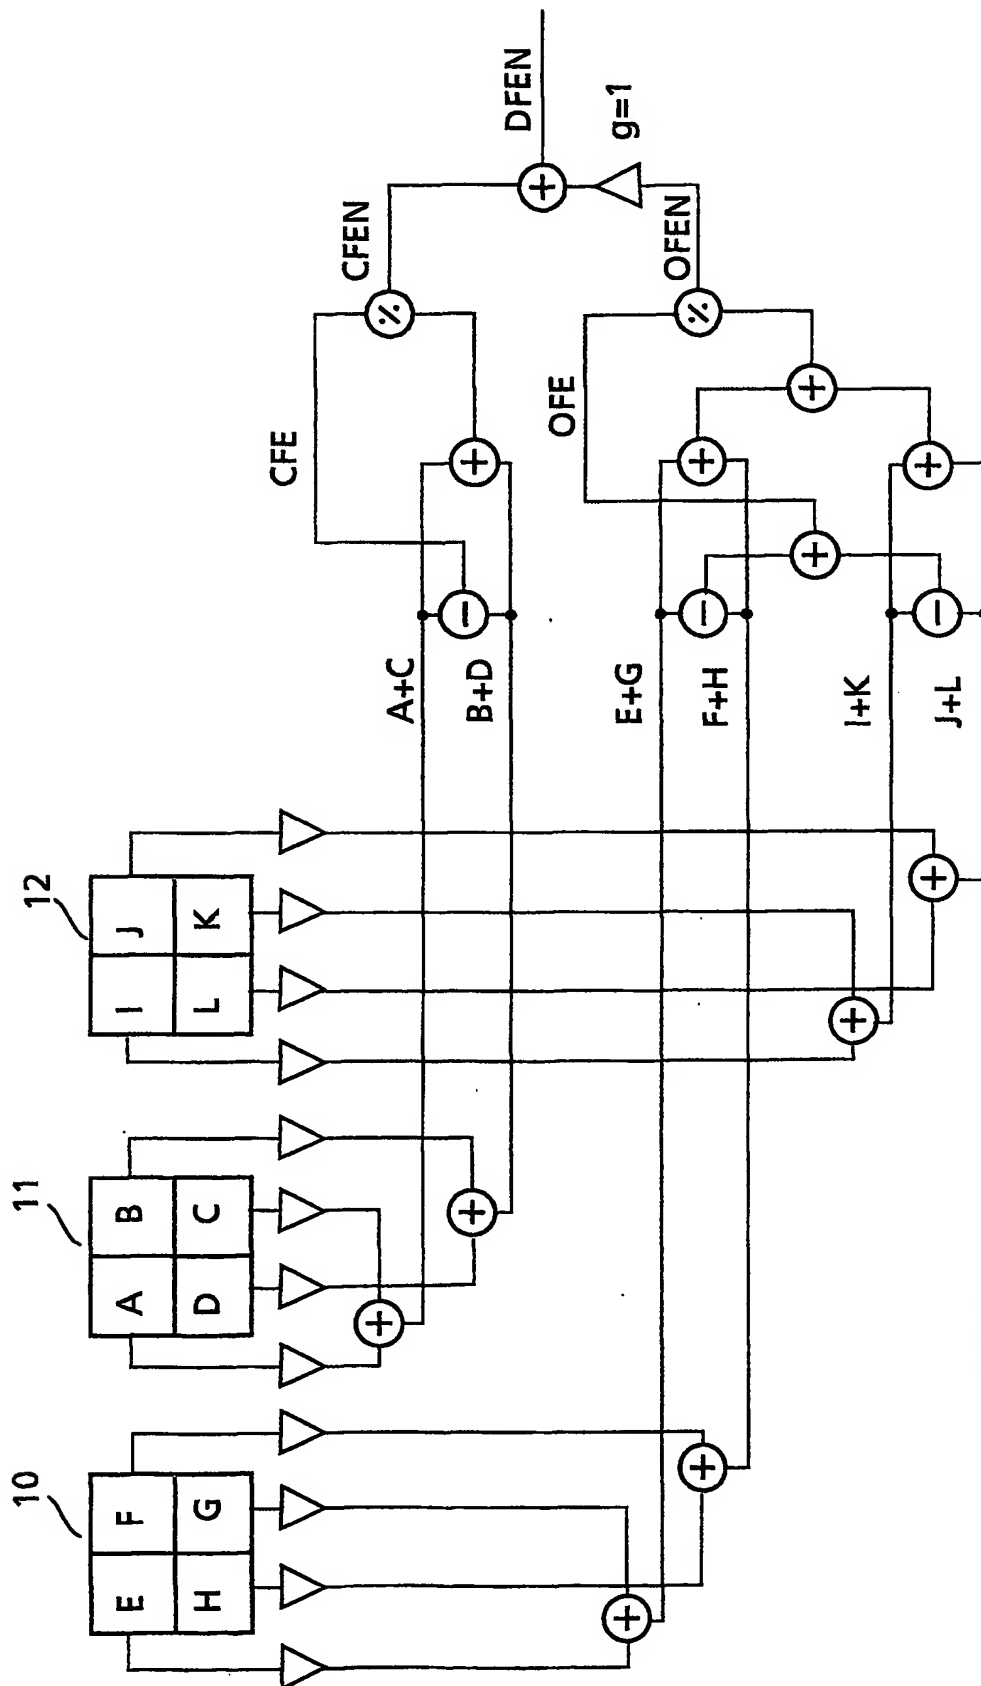 10
11
12
E F
H G
A B
D C
I J
L K
A+C
B+D
E+G
F+H
I+K
J+L
CFE
OFE
CFEN
OFEN
g=1
DFEN
+
+
+
+
+
+
−
−
−
+
+
+
+
+
%
%
+